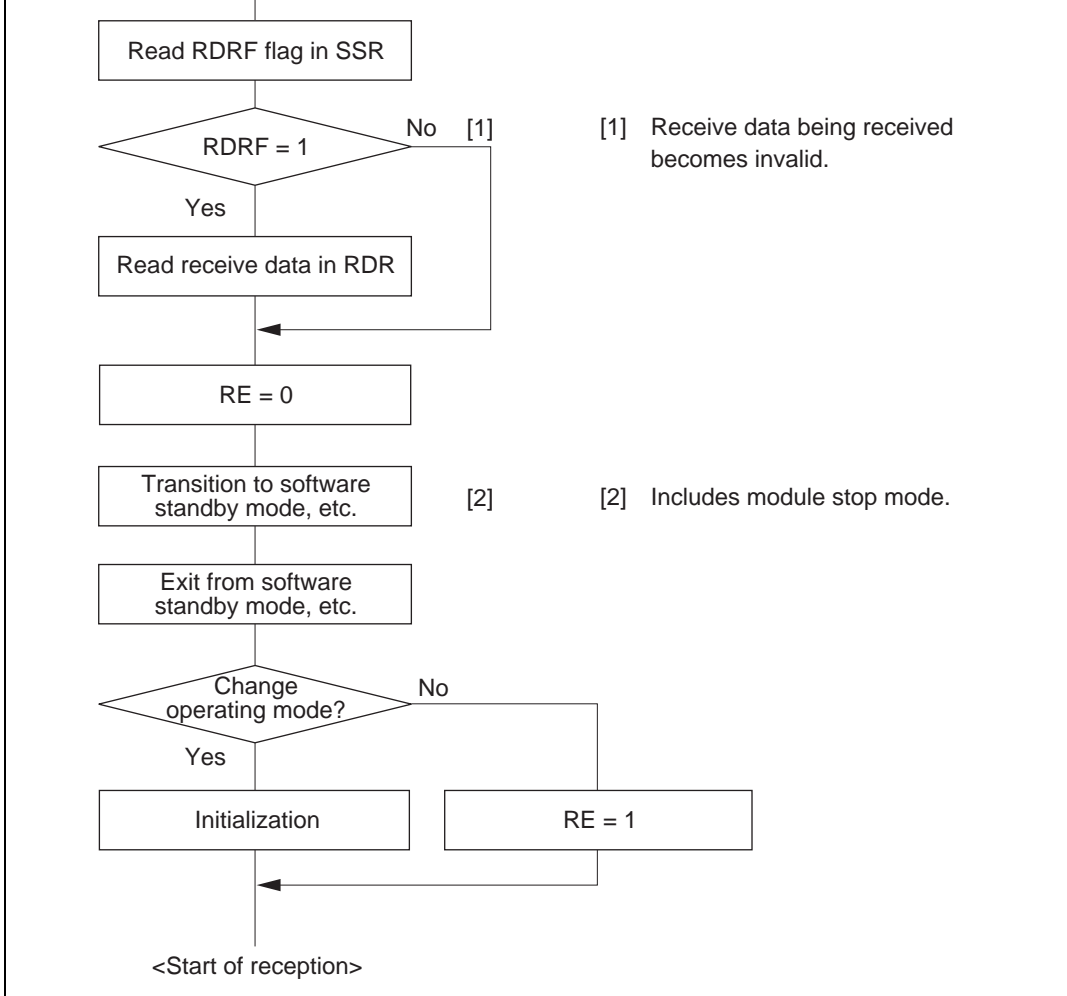 Read RDRF flag in SSR
RDRF = 1
No [1]
[1] Receive data being received
becomes invalid.
Yes
Read receive data in RDR
RE = 0
Transition to software
standby mode, etc.
[2]
[2] Includes module stop mode.
Exit from software
standby mode, etc.
Change
operating mode?
No
Yes
Initialization
RE = 1
<Start of reception>